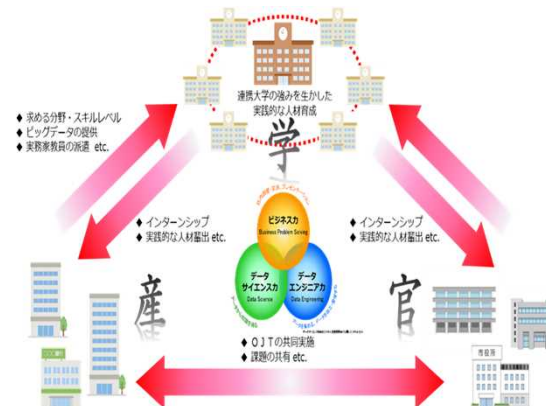 連携大学の強みを生かした
実践的な人材育成
学
◆ 求める分野・スキルレベル
◆ ビッグデータの提供
◆ 実務家教員の派遣 etc.
◆ インターンシップ
◆ 実践的な人材輩出 etc.
◆ インターンシップ
◆ 実践的な人材輩出 etc.
ビジネス力
Business Problem Solving
データ
サイエンス力
Data Science
データ
エンジニア力
Data Engineering
産
官
市役所
◆ OJTの共同実施
◆ 課題の共有 etc.